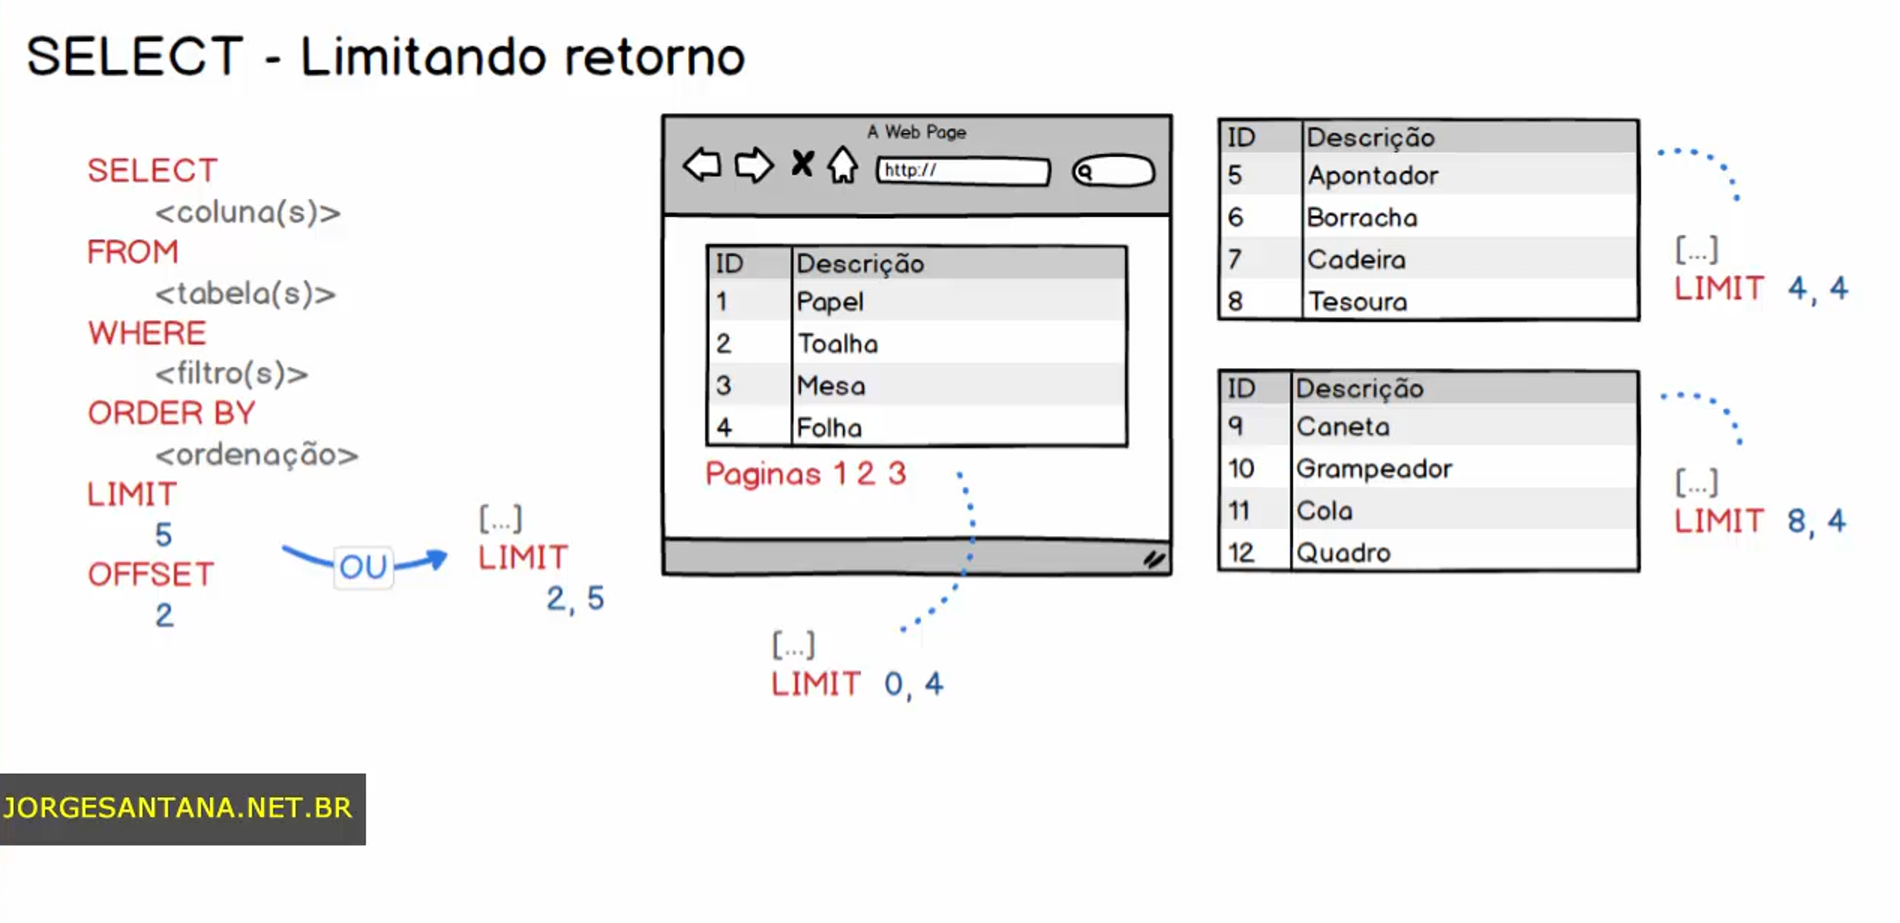 SELECT - Limitando retorno
SELECT
<coluna(s)>
FROM
<tabela(s)>
WHERE
<filtro(s)>
ORDER BY
<ordenação>
LIMIT
5
OFFSET
2
OU
[...]
LIMIT
2, 5
A Web Page
http://
ID Descrição
1 Papel
2 Toalha
3 Mesa
4 Folha
Paginas 1 2 3
[...]
LIMIT 0, 4
ID Descrição
5 Apontador
6 Borracha
7 Cadeira
8 Tesoura
[...]
LIMIT 4, 4
ID Descrição
9 Caneta
10 Grampeador
11 Cola
12 Quadro
[...]
LIMIT 8, 4
JORGESANTANA.NET.BR